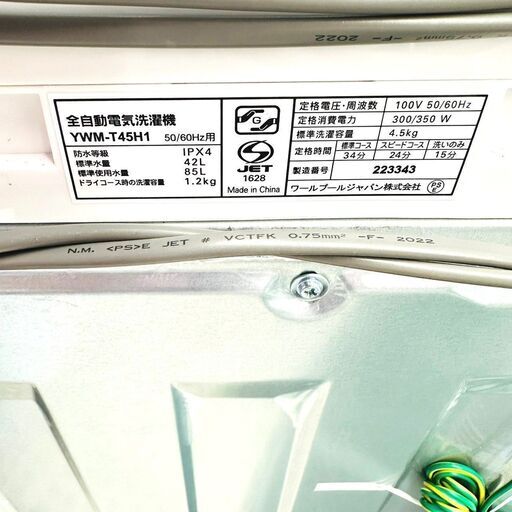 2022 -F- 0.75mm²
全自動電気洗濯機
YWM-T45H1 50/60Hz用
防水等級 IPX4
標準水量 42L
標準使用水量 85L
ドライコース時の洗濯容量 1.2kg
G
S
JET
1628
Made in China
定格電圧・周波数 100V 50/60Hz
定格消費電力 300/350 W
標準洗濯容量 4.5kg
定格時間 標準コース 34分 スピードコース 24分 洗いのみ 15分
製造番号 223343
ワールプールジャパン株式会社 PSE
N.M. <PS>E JET # VCTFK 0.75mm² -F- 2022